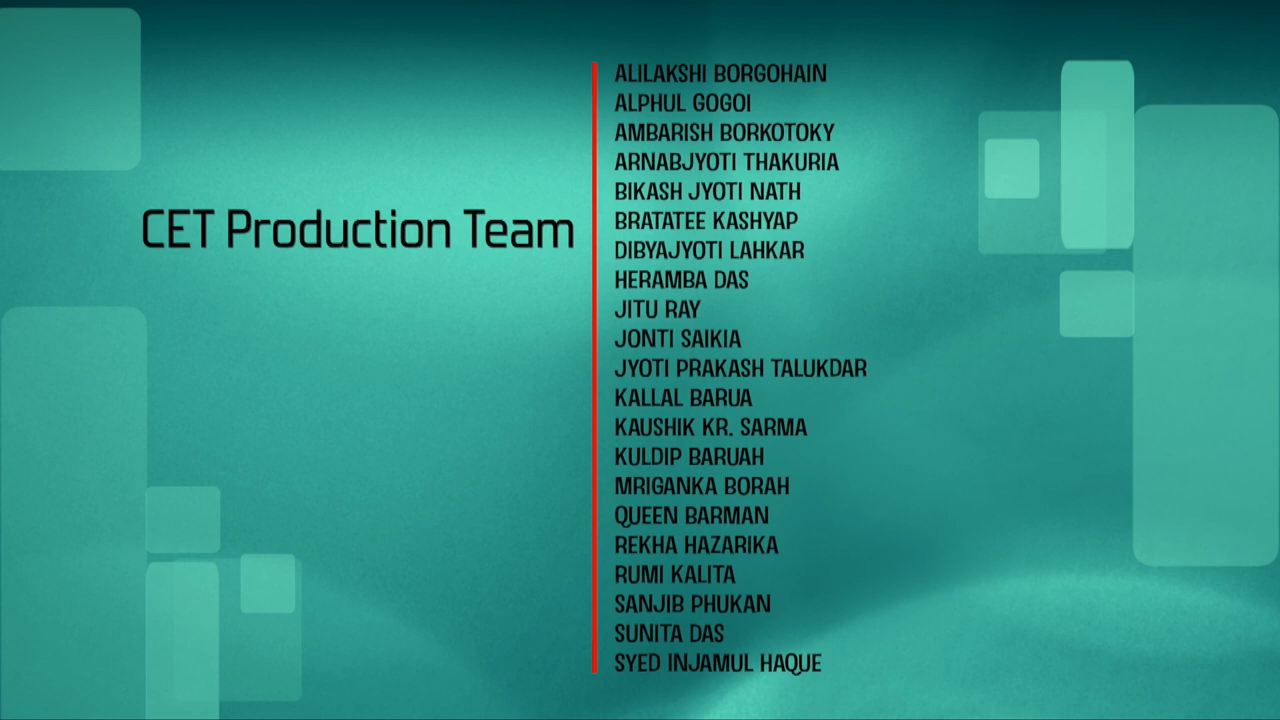 CET Production Team
ALILAKSHI BORGOHAIN
ALPHUL GOGOI
AMBARISH BORKOTOKY
ARNABJYOTI THAKURIA
BIKASH JYOTI NATH
BRATATEE KASHYAP
DIBYAJYOTI LAHKAR
HERAMBA DAS
JITU RAY
JONTI SAIKIA
JYOTI PRAKASH TALUKDAR
KALLAL BARUA
KAUSHIK KR. SARMA
KULDIP BARUAH
MRIGANKA BORAH
QUEEN BARMAN
REKHA HAZARIKA
RUMI KALITA
SANJIB PHUKAN
SUNITA DAS
SYED INJAMUL HAQUE